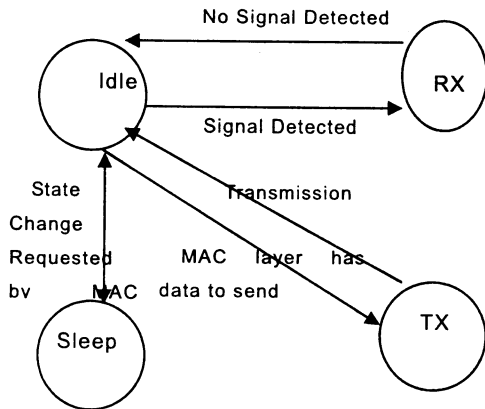 No Signal Detected
Idle
RX
Signal Detected
State
Transmission
Change
Requested
MAC layer has
by MAC
data to send
Sleep
TX